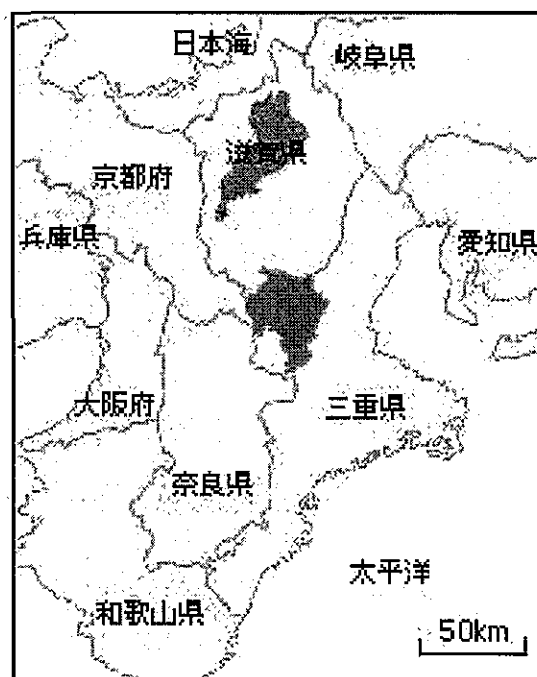 日本海
岐阜県
滋賀県
京都府
兵庫県
愛知県
大阪府
三重県
奈良県
太平洋
和歌山県
50km